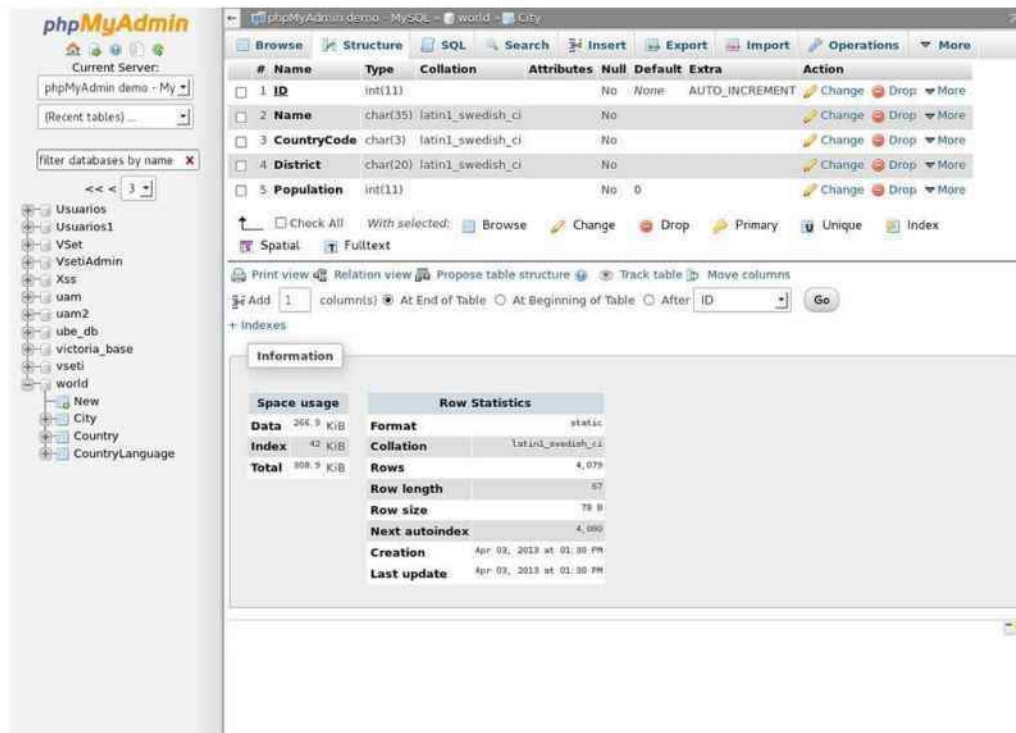 phpMyAdmin
Current Server:
phpMyAdmin demo - My
(Recent tables) ...
filter databases by name X
<< < 3
Usuarios
Usuarios1
VSet
VsetiAdmin
Xss
uam
uam2
ube_db
victoria_base
vseti
world
New
City
Country
CountryLanguage
phpMyAdmin demo - MySQL » world » City
Browse Structure SQL Search Insert Export Import Operations More
# Name Type Collation Attributes Null Default Extra Action
1 ID int(11) No None AUTO_INCREMENT Change Drop More
2 Name char(35) latin1_swedish_ci No Change Drop More
3 CountryCode char(3) latin1_swedish_ci No Change Drop More
4 District char(20) latin1_swedish_ci No Change Drop More
5 Population int(11) No 0 Change Drop More
Check All With selected: Browse Change Drop Primary Unique Index
Spatial Fulltext
Print view Relation view Propose table structure Track table Move columns
Add 1 column(s) At End of Table At Beginning of Table After ID Go
+ Indexes
Information
Space usage
Data 266.9 KiB
Index 42 KiB
Total 308.9 KiB
Row Statistics
Format static
Collation latin1_swedish_ci
Rows 4,079
Row length 67
Row size 78 B
Next autoindex 4,080
Creation Apr 03, 2013 at 01:30 PM
Last update Apr 03, 2013 at 01:30 PM